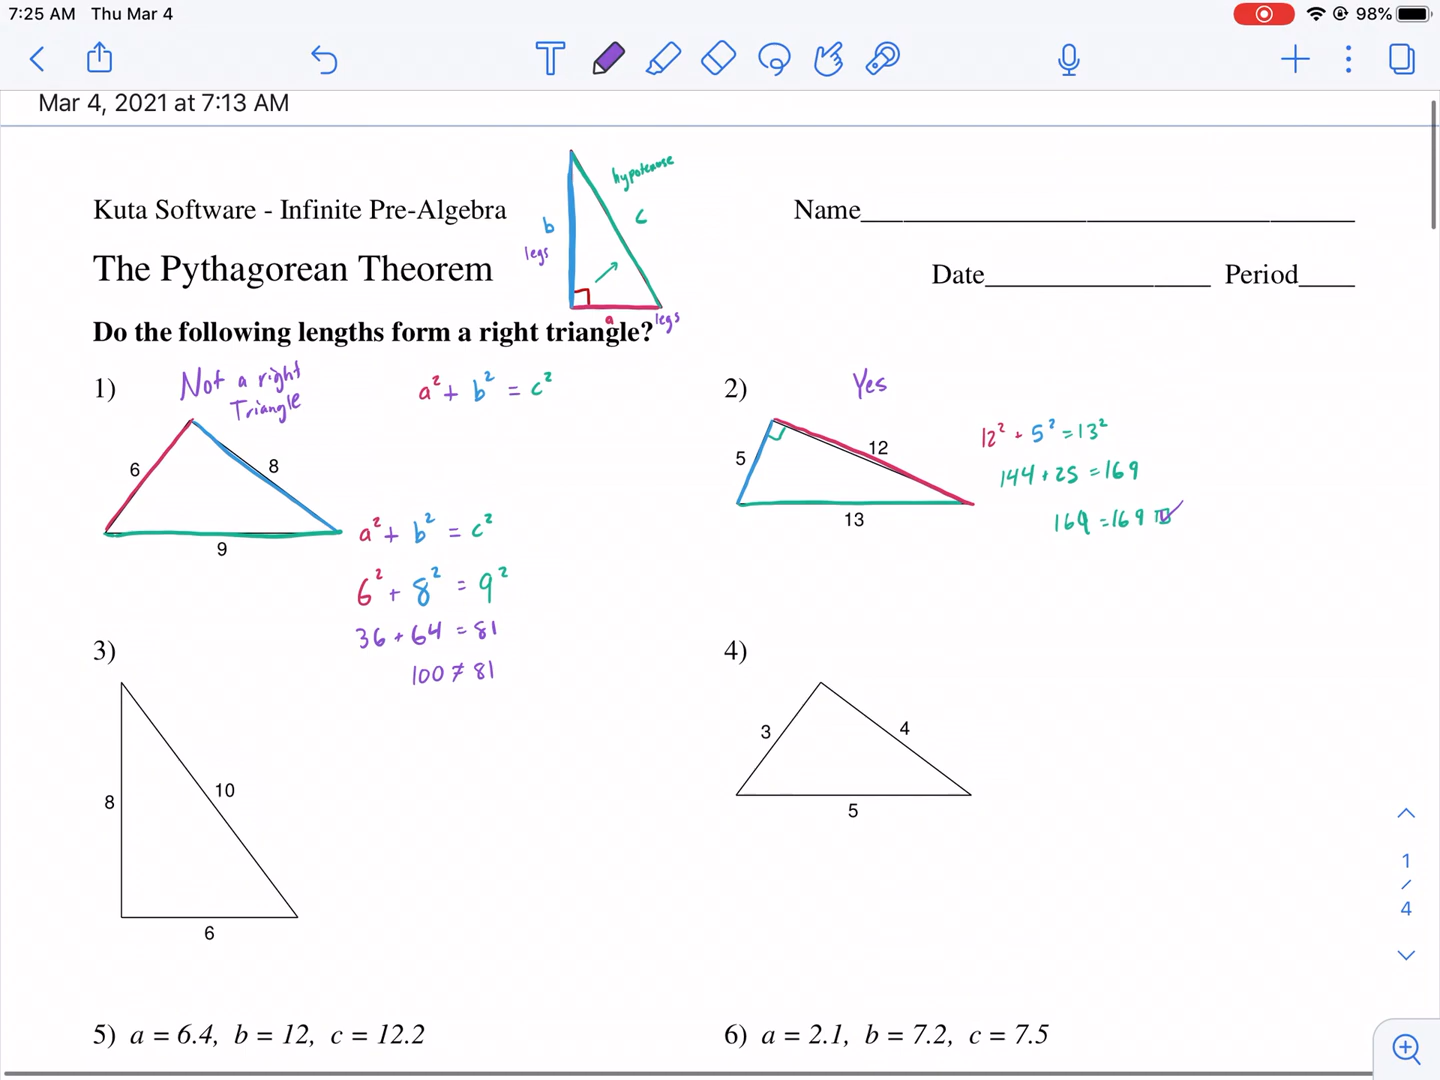 7:25 AM Thu Mar 4
98%
Mar 4, 2021 at 7:13 AM
Kuta Software - Infinite Pre-Algebra
Name
The Pythagorean Theorem
Date Period
hypotenuse
b
c
legs
a
legs
Do the following lengths form a right triangle?
1)
Not a right
Triangle
a² + b² = c²
6
8
9
a² + b² = c²
6² + 8² = 9²
36 + 64 = 81
100 ≠ 81
2)
Yes
5
12
13
12² + 5² = 13²
144 + 25 = 169
169 = 169
3)
8
10
6
4)
3
4
5
5) a = 6.4, b = 12, c = 12.2
6) a = 2.1, b = 7.2, c = 7.5
1
/
4